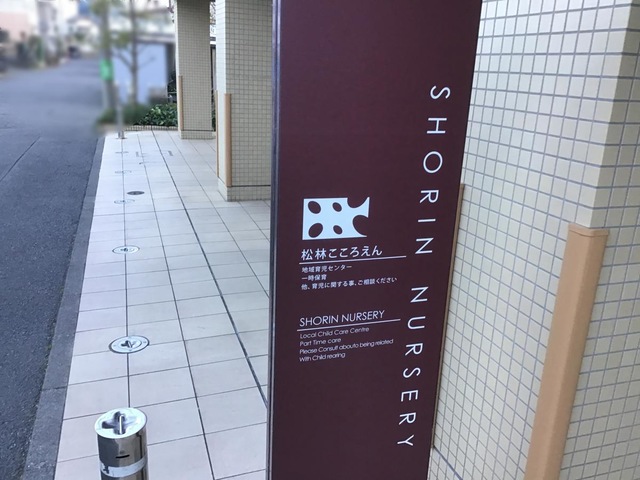 松林こころえん
地域育児センター
一時保育
他、育児に関する事、ご相談ください
SHORIN NURSERY
Local Child Care Centre
Part Time care
Please Consult abouto being related
With Child rearing
SHORIN NURSERY